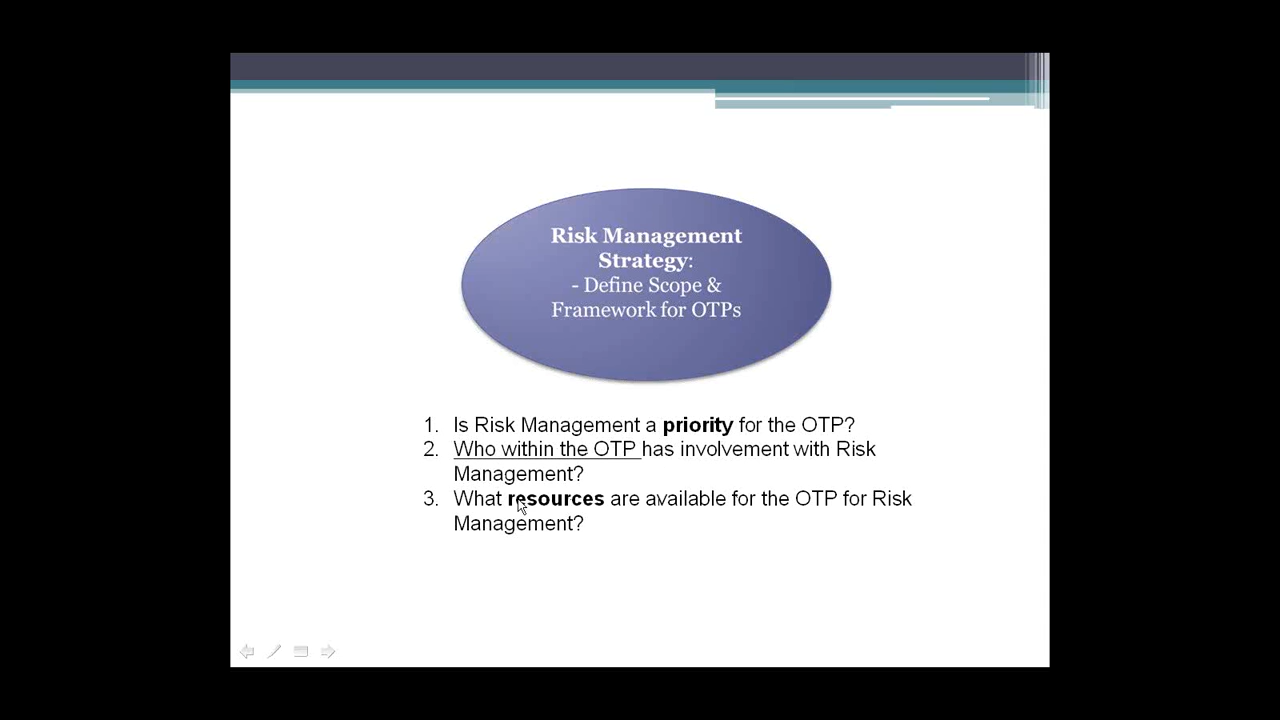 Risk Management
Strategy:
- Define Scope &
Framework for OTPs
1. Is Risk Management a priority for the OTP?
2. Who within the OTP has involvement with Risk
Management?
3. What resources are available for the OTP for Risk
Management?